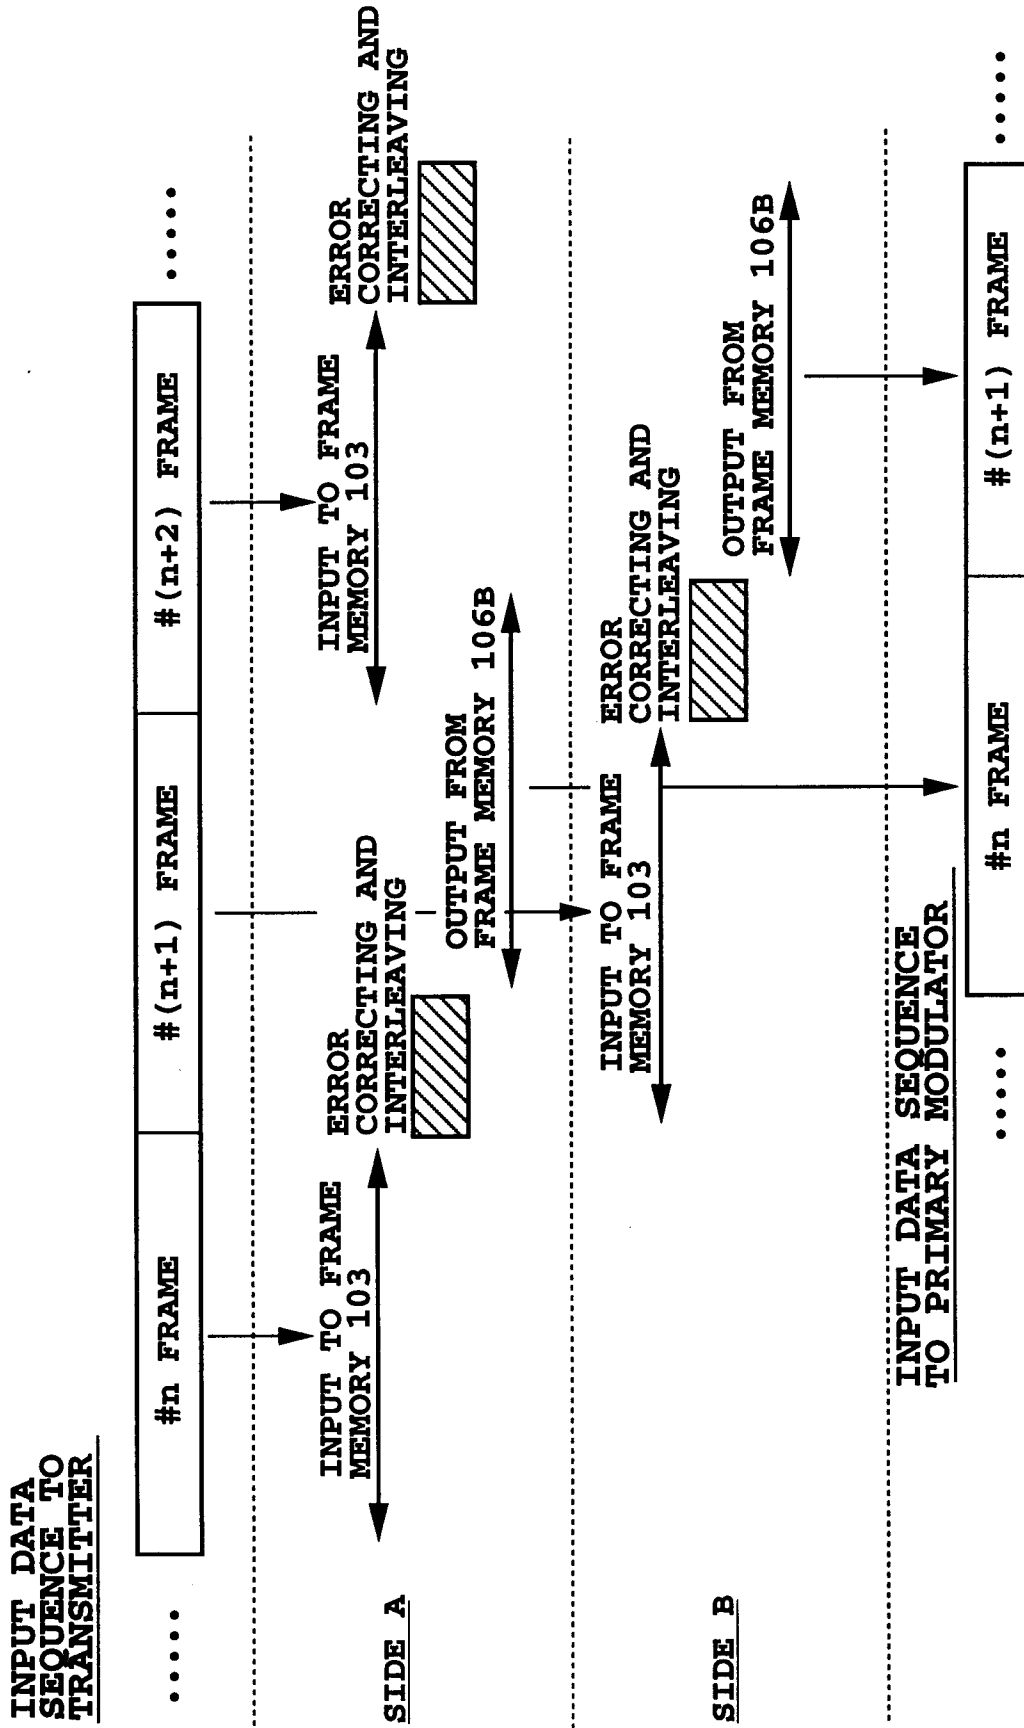 INPUT DATA
SEQUENCE TO
TRANSMITTER
.....
#n FRAME
#(n+1) FRAME
#(n+2) FRAME
.....
SIDE A
INPUT TO FRAME
MEMORY 103
ERROR
CORRECTING AND
INTERLEAVING
OUTPUT FROM
FRAME MEMORY 106B
INPUT TO FRAME
MEMORY 103
ERROR
CORRECTING AND
INTERLEAVING
SIDE B
INPUT TO FRAME
MEMORY 103
ERROR
CORRECTING AND
INTERLEAVING
OUTPUT FROM
FRAME MEMORY 106B
INPUT DATA SEQUENCE
TO PRIMARY MODULATOR
.....
#n FRAME
#(n+1) FRAME
.....